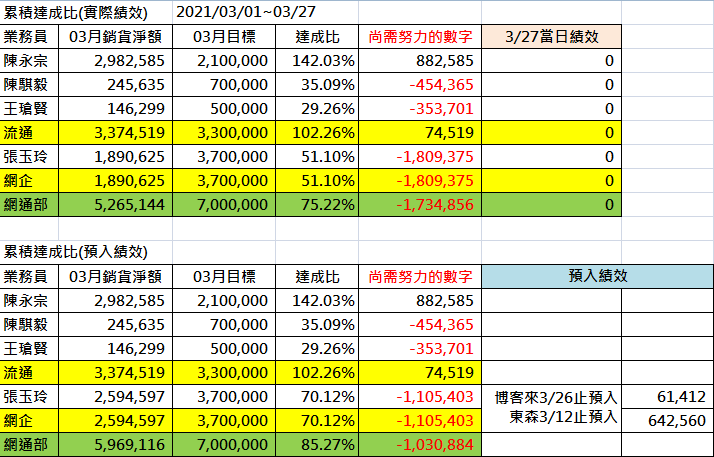 累積達成比(實際績效) 2021/03/01~03/27
業務員 03月銷貨淨額 03月目標 達成比 尚需努力的數字 3/27當日績效
陳永宗 2,982,585 2,100,000 142.03% 882,585 0
陳騏毅 245,635 700,000 35.09% -454,365 0
王瑲賢 146,299 500,000 29.26% -353,701 0
流通 3,374,519 3,300,000 102.26% 74,519 0
張玉玲 1,890,625 3,700,000 51.10% -1,809,375 0
網企 1,890,625 3,700,000 51.10% -1,809,375 0
網通部 5,265,144 7,000,000 75.22% -1,734,856 0
累積達成比(預入績效)
業務員 03月銷貨淨額 03月目標 達成比 尚需努力的數字 預入績效
陳永宗 2,982,585 2,100,000 142.03% 882,585
陳騏毅 245,635 700,000 35.09% -454,365
王瑲賢 146,299 500,000 29.26% -353,701
流通 3,374,519 3,300,000 102.26% 74,519
張玉玲 2,594,597 3,700,000 70.12% -1,105,403 博客來3/26止預入 61,412
網企 2,594,597 3,700,000 70.12% -1,105,403 東森3/12止預入 642,560
網通部 5,969,116 7,000,000 85.27% -1,030,884